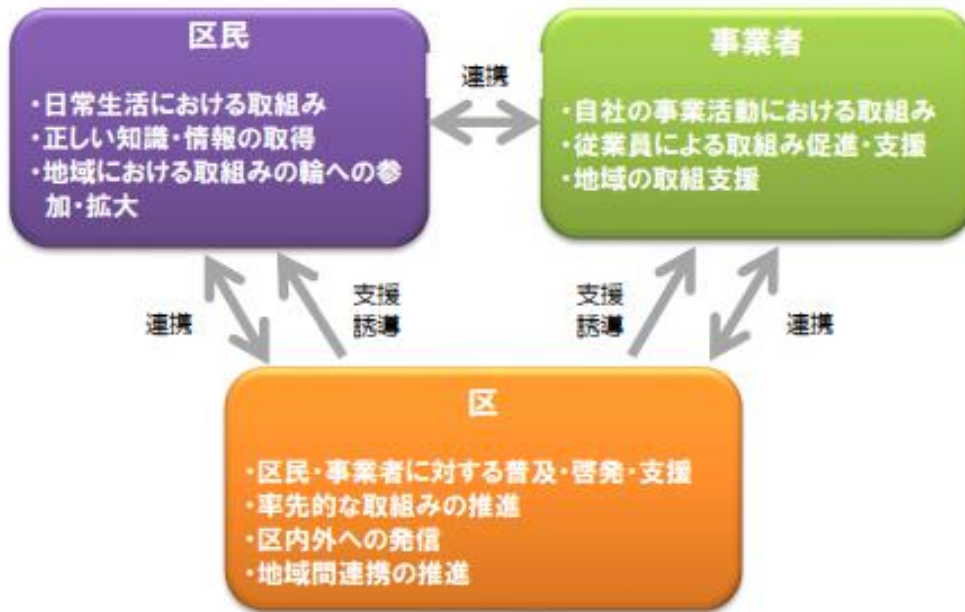 区民
・日常生活における取組み
・正しい知識・情報の取得
・地域における取組みの輪への参
加・拡大
連携
事業者
・自社の事業活動における取組み
・従業員による取組み促進・支援
・地域の取組支援
連携
支援
誘導
支援
誘導
連携
区
・区民・事業者に対する普及・啓発・支援
・率先的な取組みの推進
・区内外への発信
・地域間連携の推進